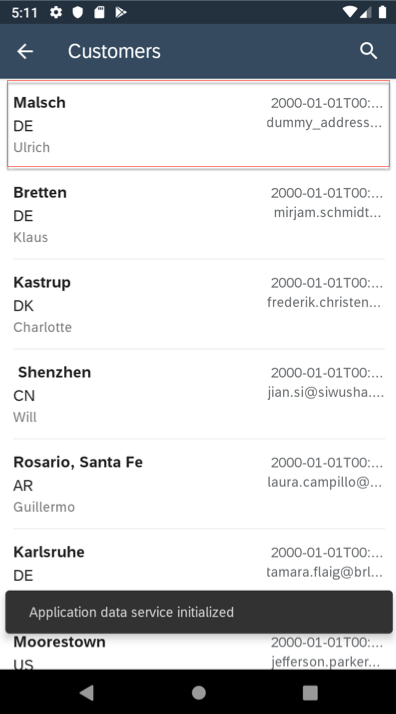 5:11
Customers
Malsch 2000-01-01T00:...
DE dummy_address...
Ulrich
Bretten 2000-01-01T00:...
DE mirjam.schmidt...
Klaus
Kastrup 2000-01-01T00:...
DK frederik.christen...
Charlotte
Shenzhen 2000-01-01T00:...
CN jian.si@siwusha....
Will
Rosario, Santa Fe 2000-01-01T00:...
AR laura.campillo@...
Guillermo
Karlsruhe 2000-01-01T00:...
DE tamara.flaig@brl...
Application data service initialized
Moorestown 2000-01-01T00:...
US jefferson.parker...